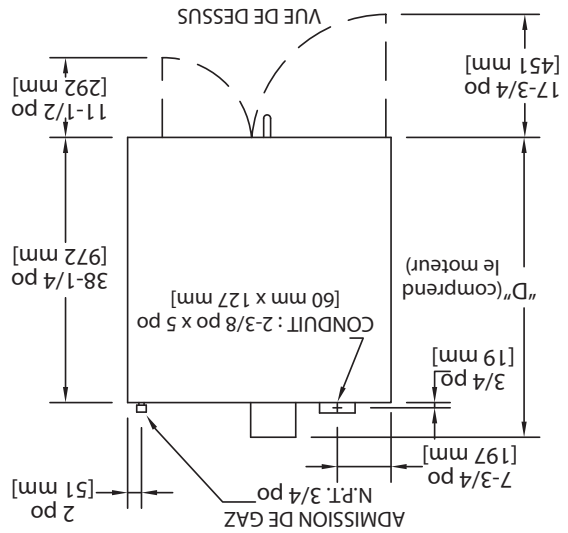 ADMISSION DE GAZ
N.P.T. 3/4 po
2 po
[51 mm]
7-3/4 po
[197 mm]
3/4 po
[19 mm]
CONDUIT : 2-3/8 po x 5 po
[60 mm x 127 mm]
"D"(comprend
le moteur)
38-1/4 po
[972 mm]
17-3/4 po
[451 mm]
11-1/2 po
[292 mm]
VUE DE DESSUS